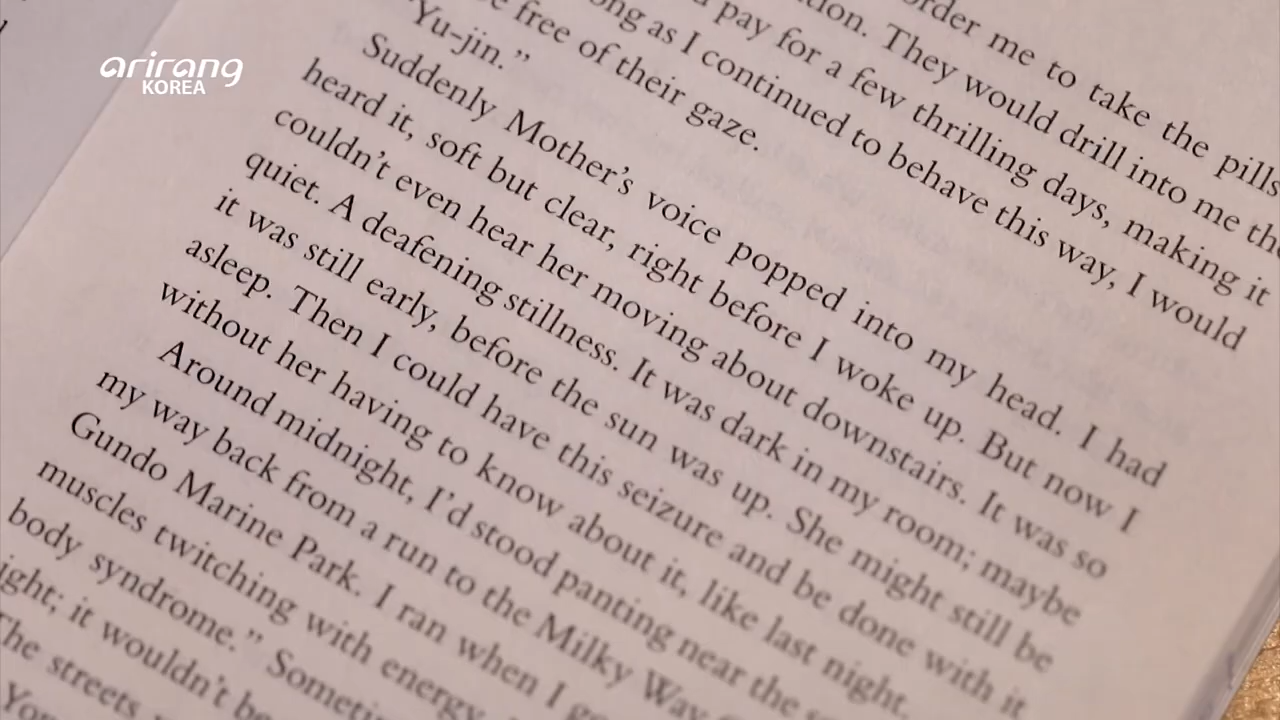 arirang
KOREA
order me to take the pills
They would drill into me
pay for a few thrilling days, making it
as I continued to behave this way, I would
free of their gaze.
"Yu-jin."
Suddenly Mother's voice popped into my head. I had
heard it, soft but clear, right before I woke up. But now I
couldn't even hear her moving about downstairs. It was so
quiet. A deafening stillness. It was dark in my room; maybe
it was still early, before the sun was up. She might still be
asleep. Then I could have this seizure and be done with it
without her having to know about it, like last night.
Around midnight, I'd stood panting near the
my way back from a run to the Milky Way
Gundo Marine Park. I ran when I
muscles twitching with energy
body syndrome."
it wouldn't be
The streets